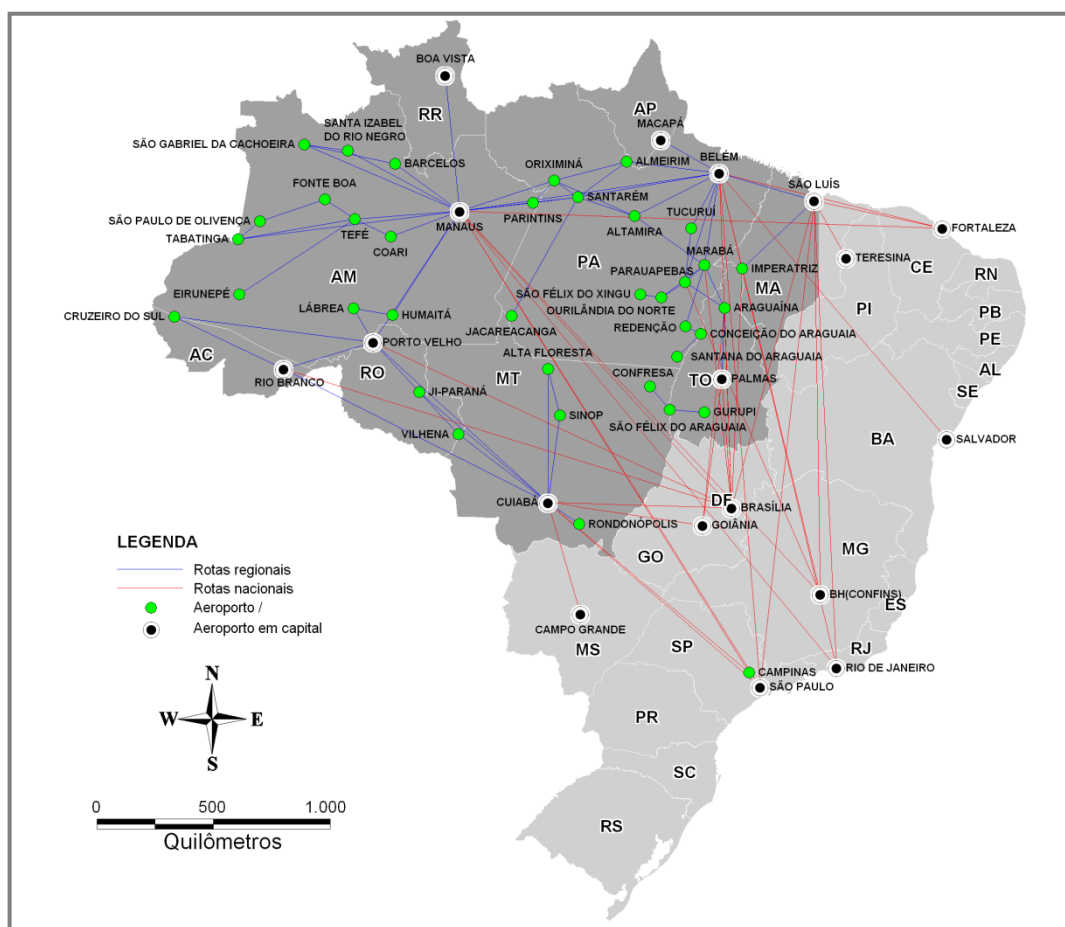 BOA VISTA
RR
AP
MACAPÁ
SANTA IZABEL
DO RIO NEGRO
SÃO GABRIEL DA CACHOEIRA
BARCELOS
ORIXIMINÁ
ALMEIRIM
BELÉM
SÃO LUÍS
FONTE BOA
SANTARÉM
SÃO PAULO DE OLIVENÇA
PARINTINS
TUCURUÍ
TABATINGA
TEFÉ
MANAUS
ALTAMIRA
FORTALEZA
COARI
MARABÁ
TERESINA
CE
PA
PARAUAPEBAS
IMPERATRIZ
RN
AM
MA
EIRUNEPÉ
SÃO FÉLIX DO XINGU
PI
LÁBREA
OURILÂNDIA DO NORTE
ARAGUAÍNA
PB
CRUZEIRO DO SUL
HUMAITÁ
REDENÇÃO
JACAREACANGA
CONCEIÇÃO DO ARAGUAIA
PE
PORTO VELHO
AC
ALTA FLORESTA
SANTANA DO ARAGUAIA
AL
RIO BRANCO
RO
MT
CONFRESA
TO
PALMAS
SE
JI-PARANÁ
SINOP
GURUPI
SÃO FÉLIX DO ARAGUAIA
VILHENA
BA
SALVADOR
CUIABÁ
DF
BRASÍLIA
RONDONÓPOLIS
GOIÂNIA
GO
MG
LEGENDA
Rotas regionais
Rotas nacionais
Aeroporto /
Aeroporto em capital
BH(CONFINS)
ES
CAMPO GRANDE
MS
SP
RJ
RIO DE JANEIRO
CAMPINAS
SÃO PAULO
N
W
E
S
PR
SC
RS
0
500
1.000
Quilômetros